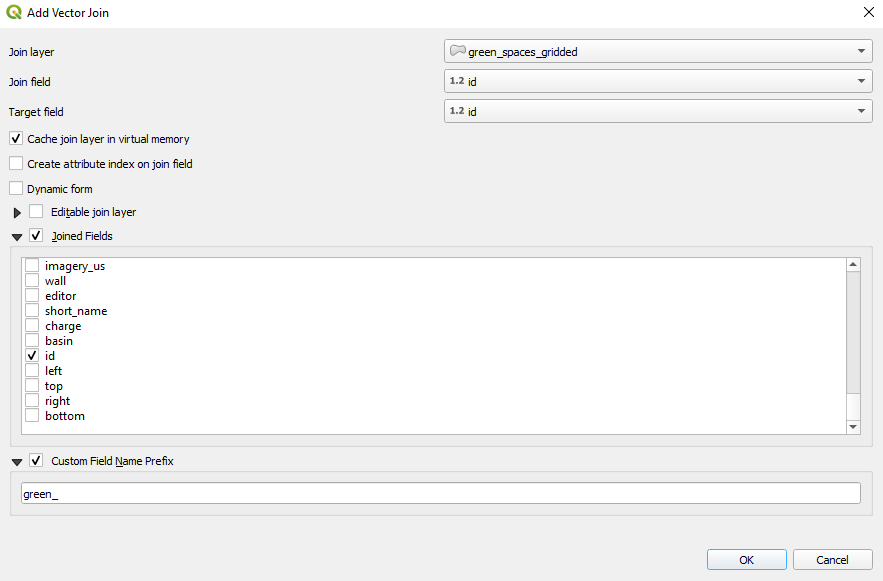 Add Vector Join
Join layer green_spaces_gridded
Join field 1.2 id
Target field 1.2 id
Cache join layer in virtual memory
Create attribute index on join field
Dynamic form
Editable join layer
Joined Fields
imagery_us
wall
editor
short_name
charge
basin
id
left
top
right
bottom
Custom Field Name Prefix
green_
OK Cancel